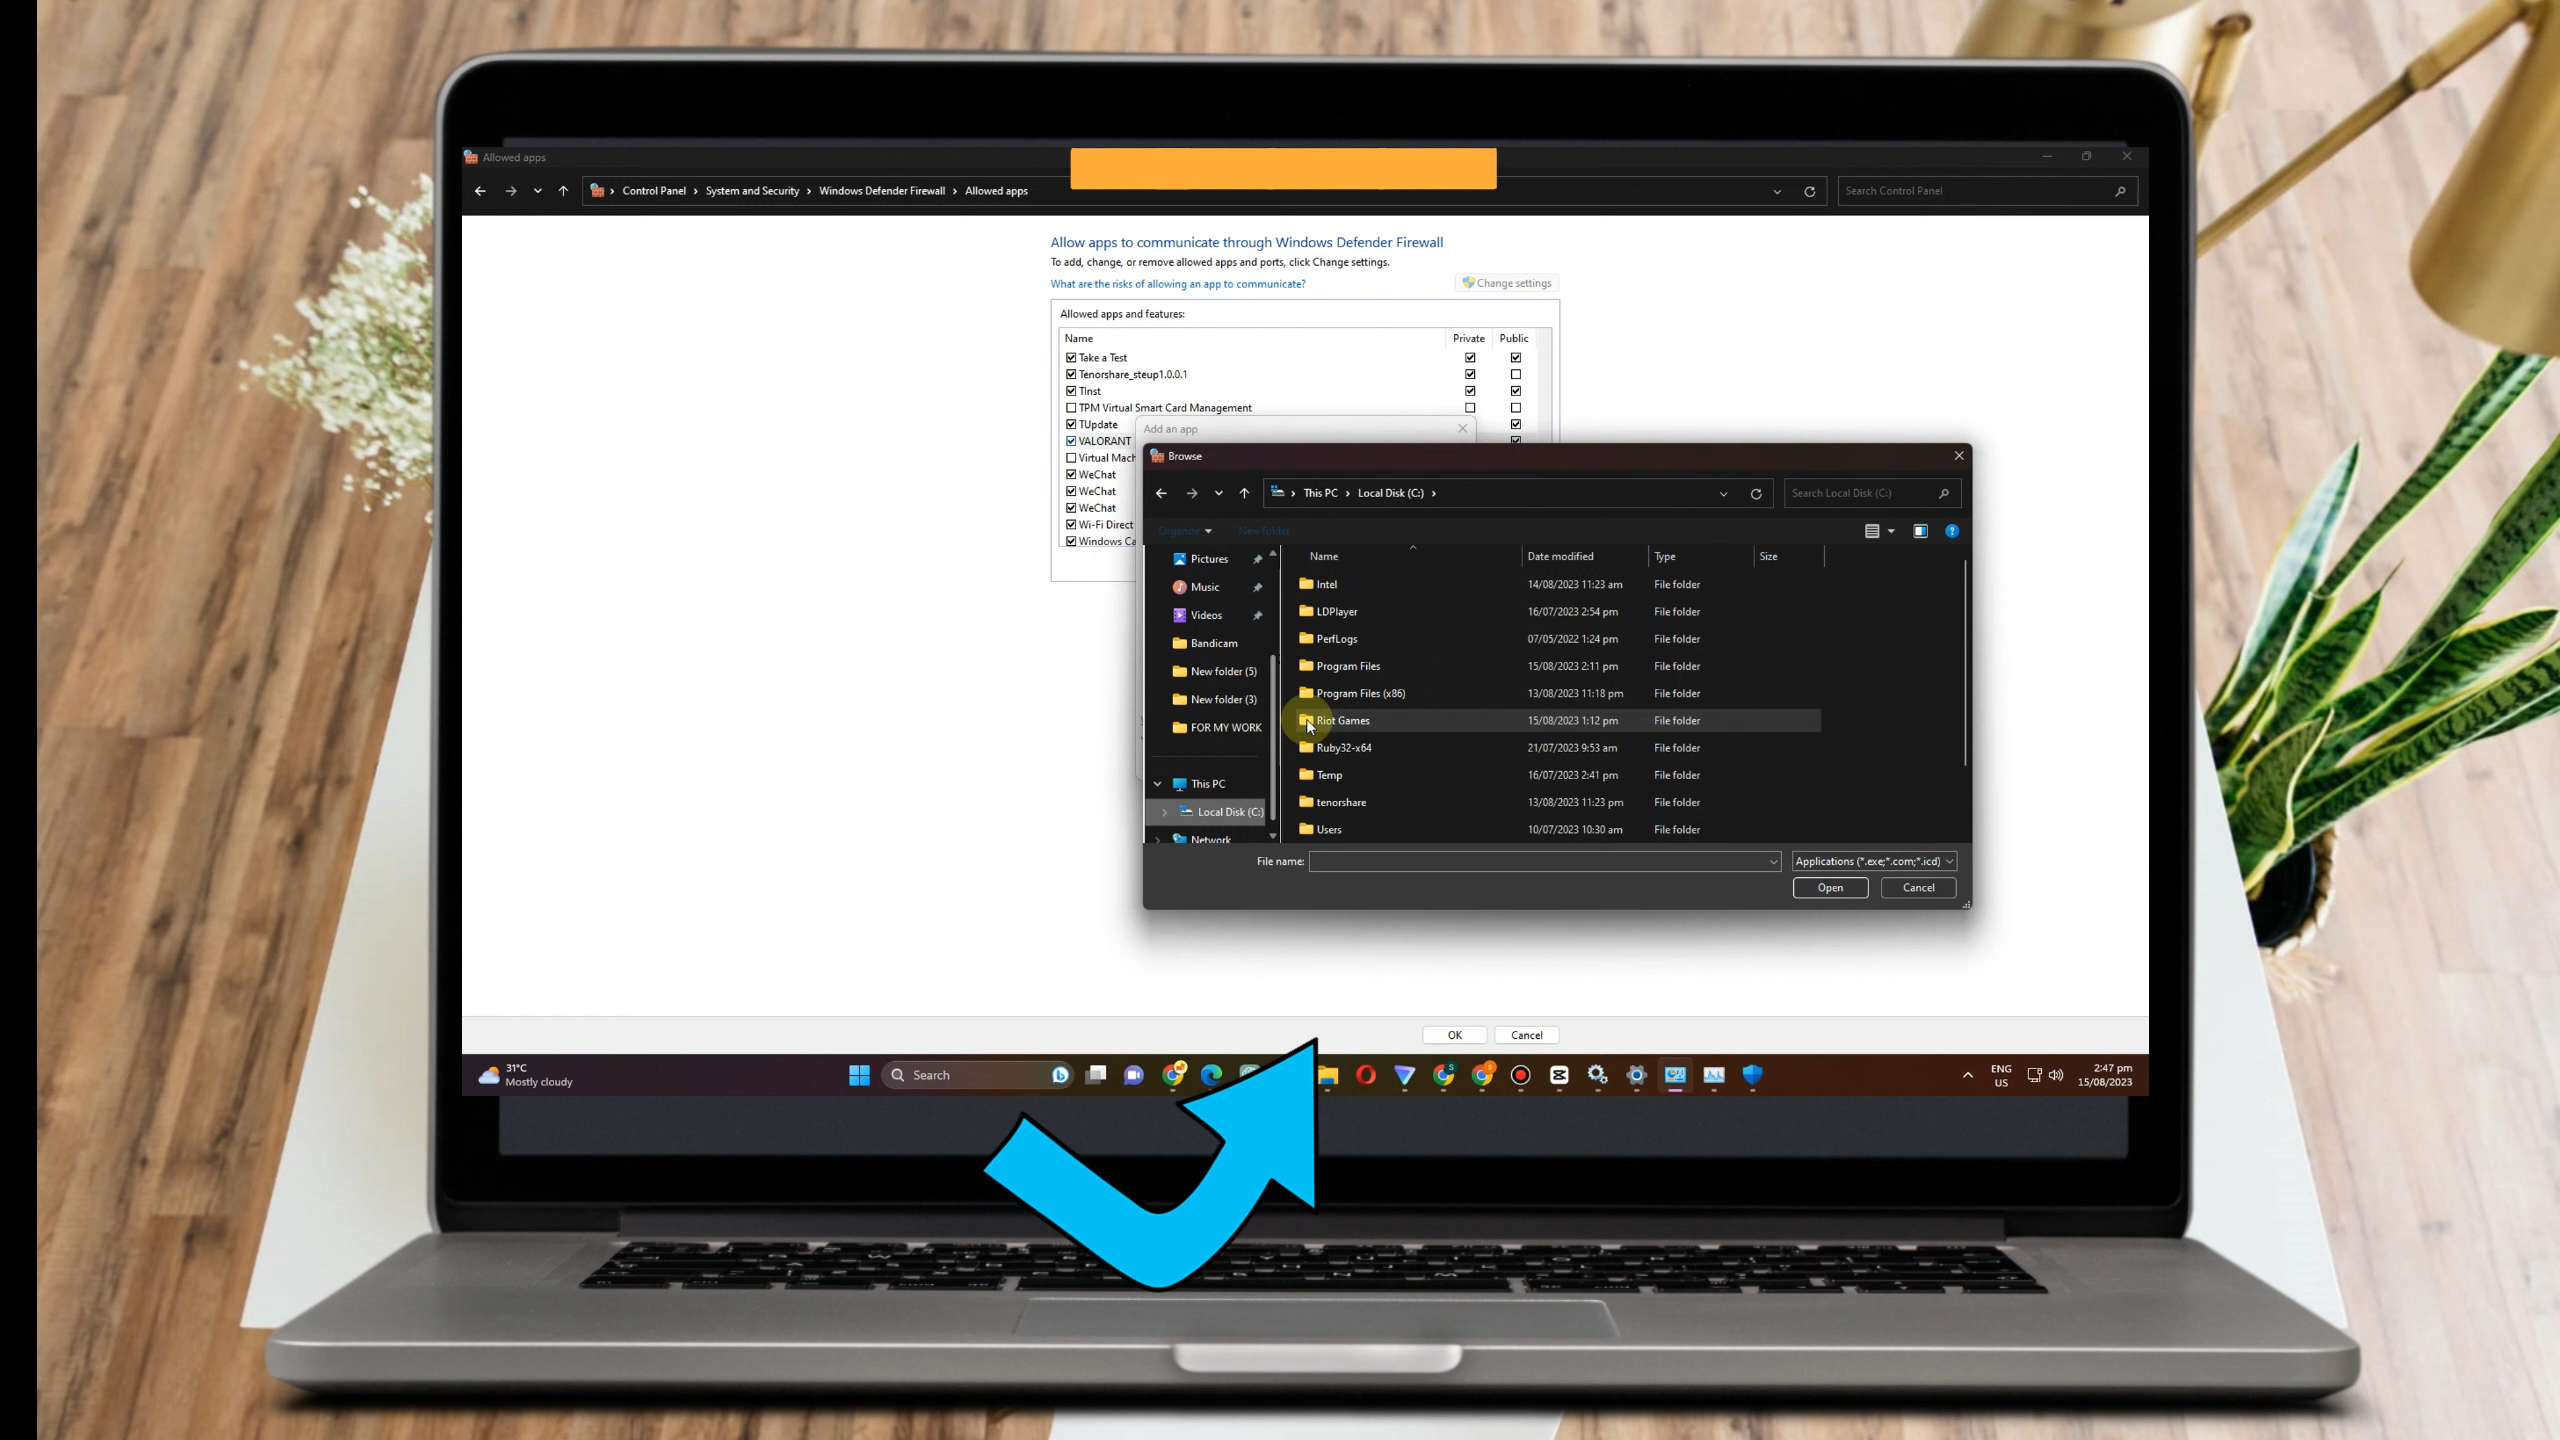 Allowed apps
Control Panel > System and Security > Windows Defender Firewall > Allowed apps
Search Control Panel
Allow apps to communicate through Windows Defender Firewall
To add, change, or remove allowed apps and ports, click Change settings.
What are the risks of allowing an app to communicate?
Change settings
Allowed apps and features:
Name Private Public
Take a Test
Tenorshare_steup1.0.0.1
TInst
TPM Virtual Smart Card Management
TUpdate
VALORANT
Virtual Mach
WeChat
WeChat
WeChat
Wi-Fi Direct
Windows Ca
Add an app
Browse
This PC > Local Disk (C:) >
Search Local Disk (C:)
Organize New folder
Pictures
Music
Videos
Bandicam
New folder (5)
New folder (3)
FOR MY WORK
This PC
Local Disk (C:)
Network
Name Date modified Type Size
Intel 14/08/2023 11:23 am File folder
LDPlayer 16/07/2023 2:54 pm File folder
PerfLogs 07/05/2022 1:24 pm File folder
Program Files 15/08/2023 2:11 pm File folder
Program Files (x86) 13/08/2023 11:18 pm File folder
Riot Games 15/08/2023 1:12 pm File folder
Ruby32-x64 21/07/2023 9:53 am File folder
Temp 16/07/2023 2:41 pm File folder
tenorshare 13/08/2023 11:23 pm File folder
Users 10/07/2023 10:30 am File folder
File name: Applications (*.exe;*.com;*.icd)
Open Cancel
OK Cancel
31°C
Mostly cloudy
Search
ENG
US
2:47 pm
15/08/2023